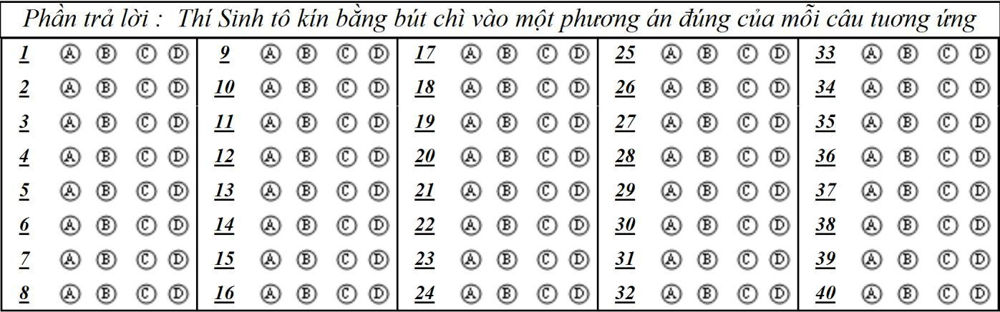 Phần trả lời : Thí Sinh tô kín bằng bút chì vào một phương án đúng của mỗi câu tuơng ứng
1 A B C D 9 A B C D 17 A B C D 25 A B C D 33 A B C D
2 A B C D 10 A B C D 18 A B C D 26 A B C D 34 A B C D
3 A B C D 11 A B C D 19 A B C D 27 A B C D 35 A B C D
4 A B C D 12 A B C D 20 A B C D 28 A B C D 36 A B C D
5 A B C D 13 A B C D 21 A B C D 29 A B C D 37 A B C D
6 A B C D 14 A B C D 22 A B C D 30 A B C D 38 A B C D
7 A B C D 15 A B C D 23 A B C D 31 A B C D 39 A B C D
8 A B C D 16 A B C D 24 A B C D 32 A B C D 40 A B C D